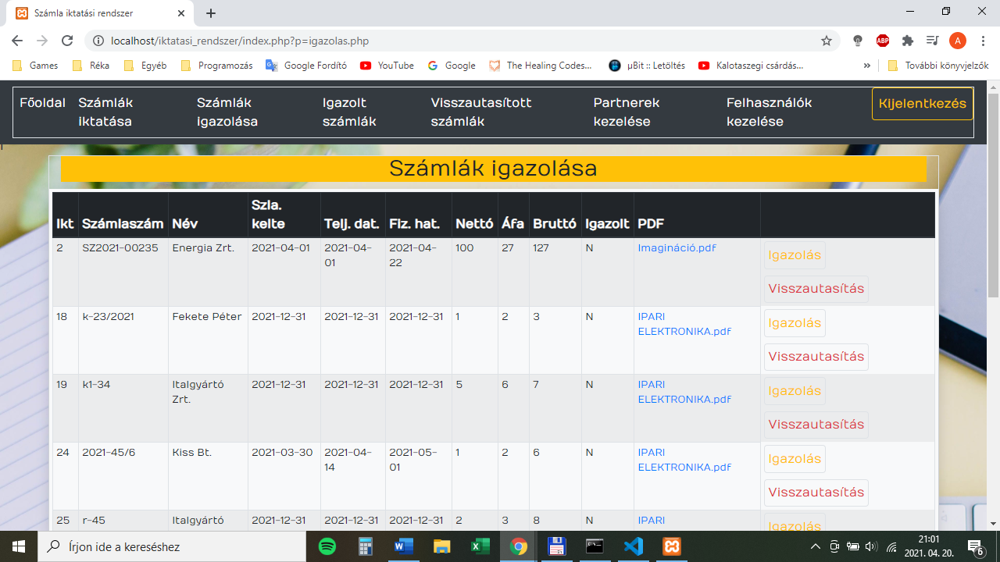 Számla iktatási rendszer
localhost/iktatasi_rendszer/index.php?p=igazolas.php
ABP
A
Games Réka Egyéb Programozás Google Fordító YouTube Google The Healing Codes... µBit :: Letöltés Kalotaszegi csárdás... » További könyvjelzők
Főoldal Számlák iktatása Számlák igazolása Igazolt számlák Visszautasított számlák Partnerek kezelése Felhasználók kezelése Kijelentkezés
Számlák igazolása
Ikt Számlaszám Név Szla. kelte Telj. dat. Fiz. hat. Nettó Áfa Bruttó Igazolt PDF
2 SZ2021-00235 Energia Zrt. 2021-04-01 2021-04-01 2021-04-22 100 27 127 N Imagináció.pdf Igazolás
Visszautasítás
18 k-23/2021 Fekete Péter 2021-12-31 2021-12-31 2021-12-31 1 2 3 N IPARI ELEKTRONIKA.pdf Igazolás
Visszautasítás
19 k1-34 Italgyártó Zrt. 2021-12-31 2021-12-31 2021-12-31 5 6 7 N IPARI ELEKTRONIKA.pdf Igazolás
Visszautasítás
24 2021-45/6 Kiss Bt. 2021-03-30 2021-04-14 2021-05-01 1 2 6 N IPARI ELEKTRONIKA.pdf Igazolás
Visszautasítás
25 r-45 Italgyártó 2021-12-31 2021-12-31 2021-12-31 2 3 8 N IPARI Igazolás
Írjon ide a kereséshez
21:01
2021. 04. 20.
6